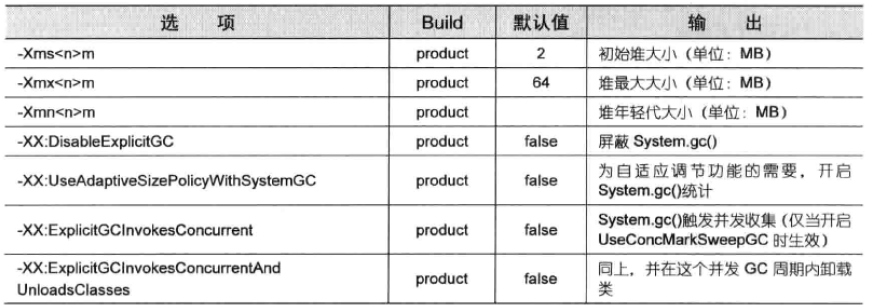 选 项 Build 默认值 输 出
-Xms<n>m product 2 初始堆大小（单位：MB）
-Xmx<n>m product 64 堆最大大小（单位：MB）
-Xmn<n>m product 堆年轻代大小（单位：MB）
-XX:DisableExplicitGC product false 屏蔽 System.gc()
-XX:UseAdaptiveSizePolicyWithSystemGC product false 为自适应调节功能的需要，开启
System.gc()统计
-XX:ExplicitGCInvokesConcurrent product false System.gc()触发并发收集（仅当开启
UseConcMarkSweepGC 时生效）
-XX:ExplicitGCInvokesConcurrentAnd
UnloadsClasses product false 同上，并在这个并发 GC 周期内卸载
类